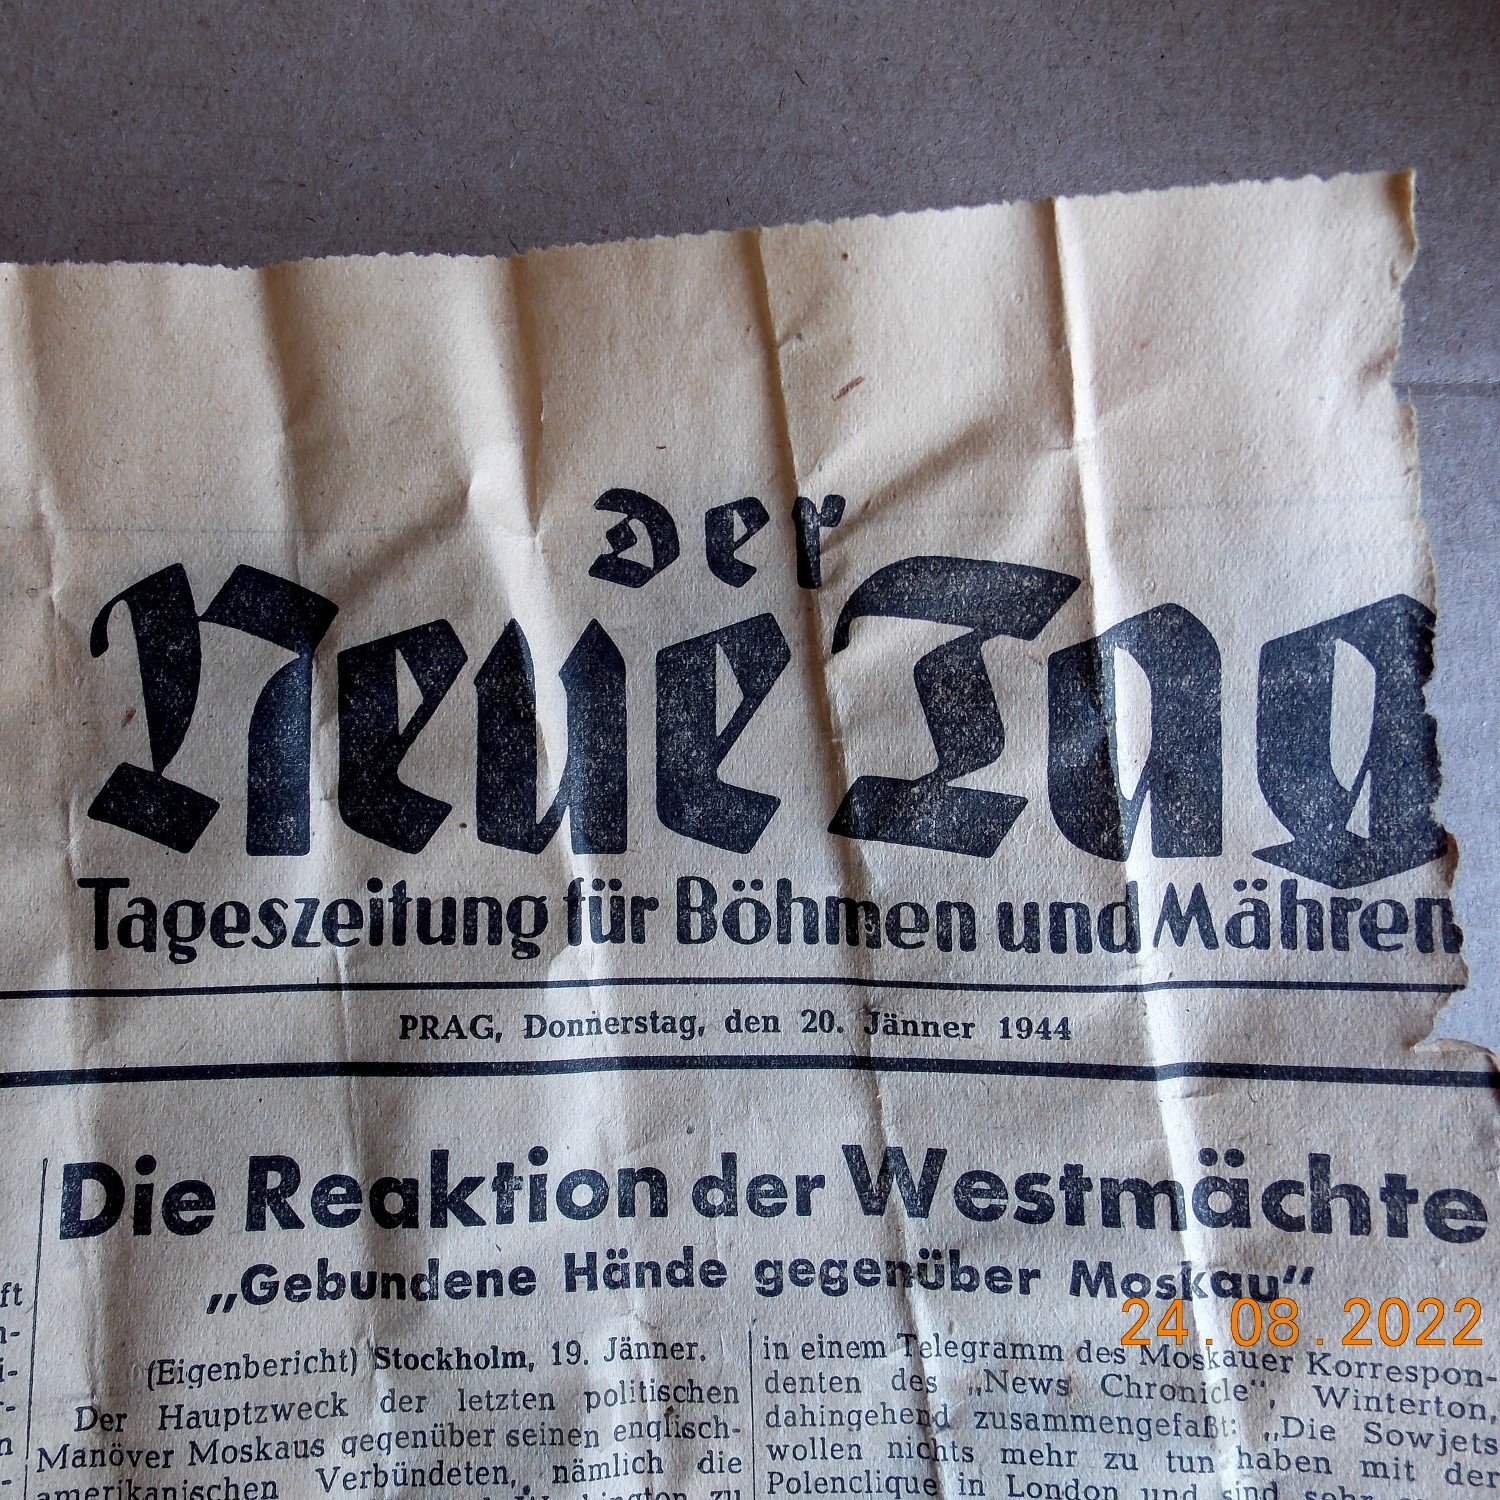 der
Neue Tag
Tageszeitung für Böhmen und Mähren
PRAG, Donnerstag, den 20. Jänner 1944
Die Reaktion der Westmächte
„Gebundene Hände gegenüber Moskau“
(Eigenbericht) Stockholm, 19. Jänner.
Der Hauptzweck der letzten politischen
Manöver Moskaus gegenüber seinen englisch-
amerikanischen Verbündeten, nämlich die
zu
in einem Telegramm des Moskauer Korrespon-
denten des „News Chronicle“, Winterton,
dahingehend zusammengefaßt: „Die Sowjets
wollen nichts mehr zu tun haben mit der
Polenclique in London und sind sehr
24.08.2022